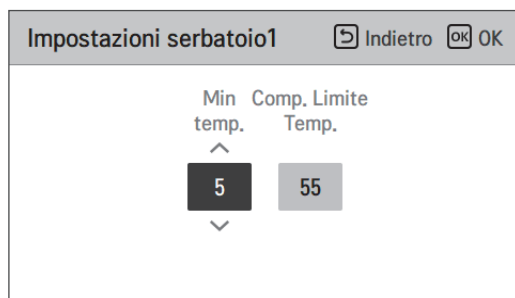 Impostazioni serbatoio1 Indietro OK OK
Min Comp. Limite
temp. Temp.
5 55